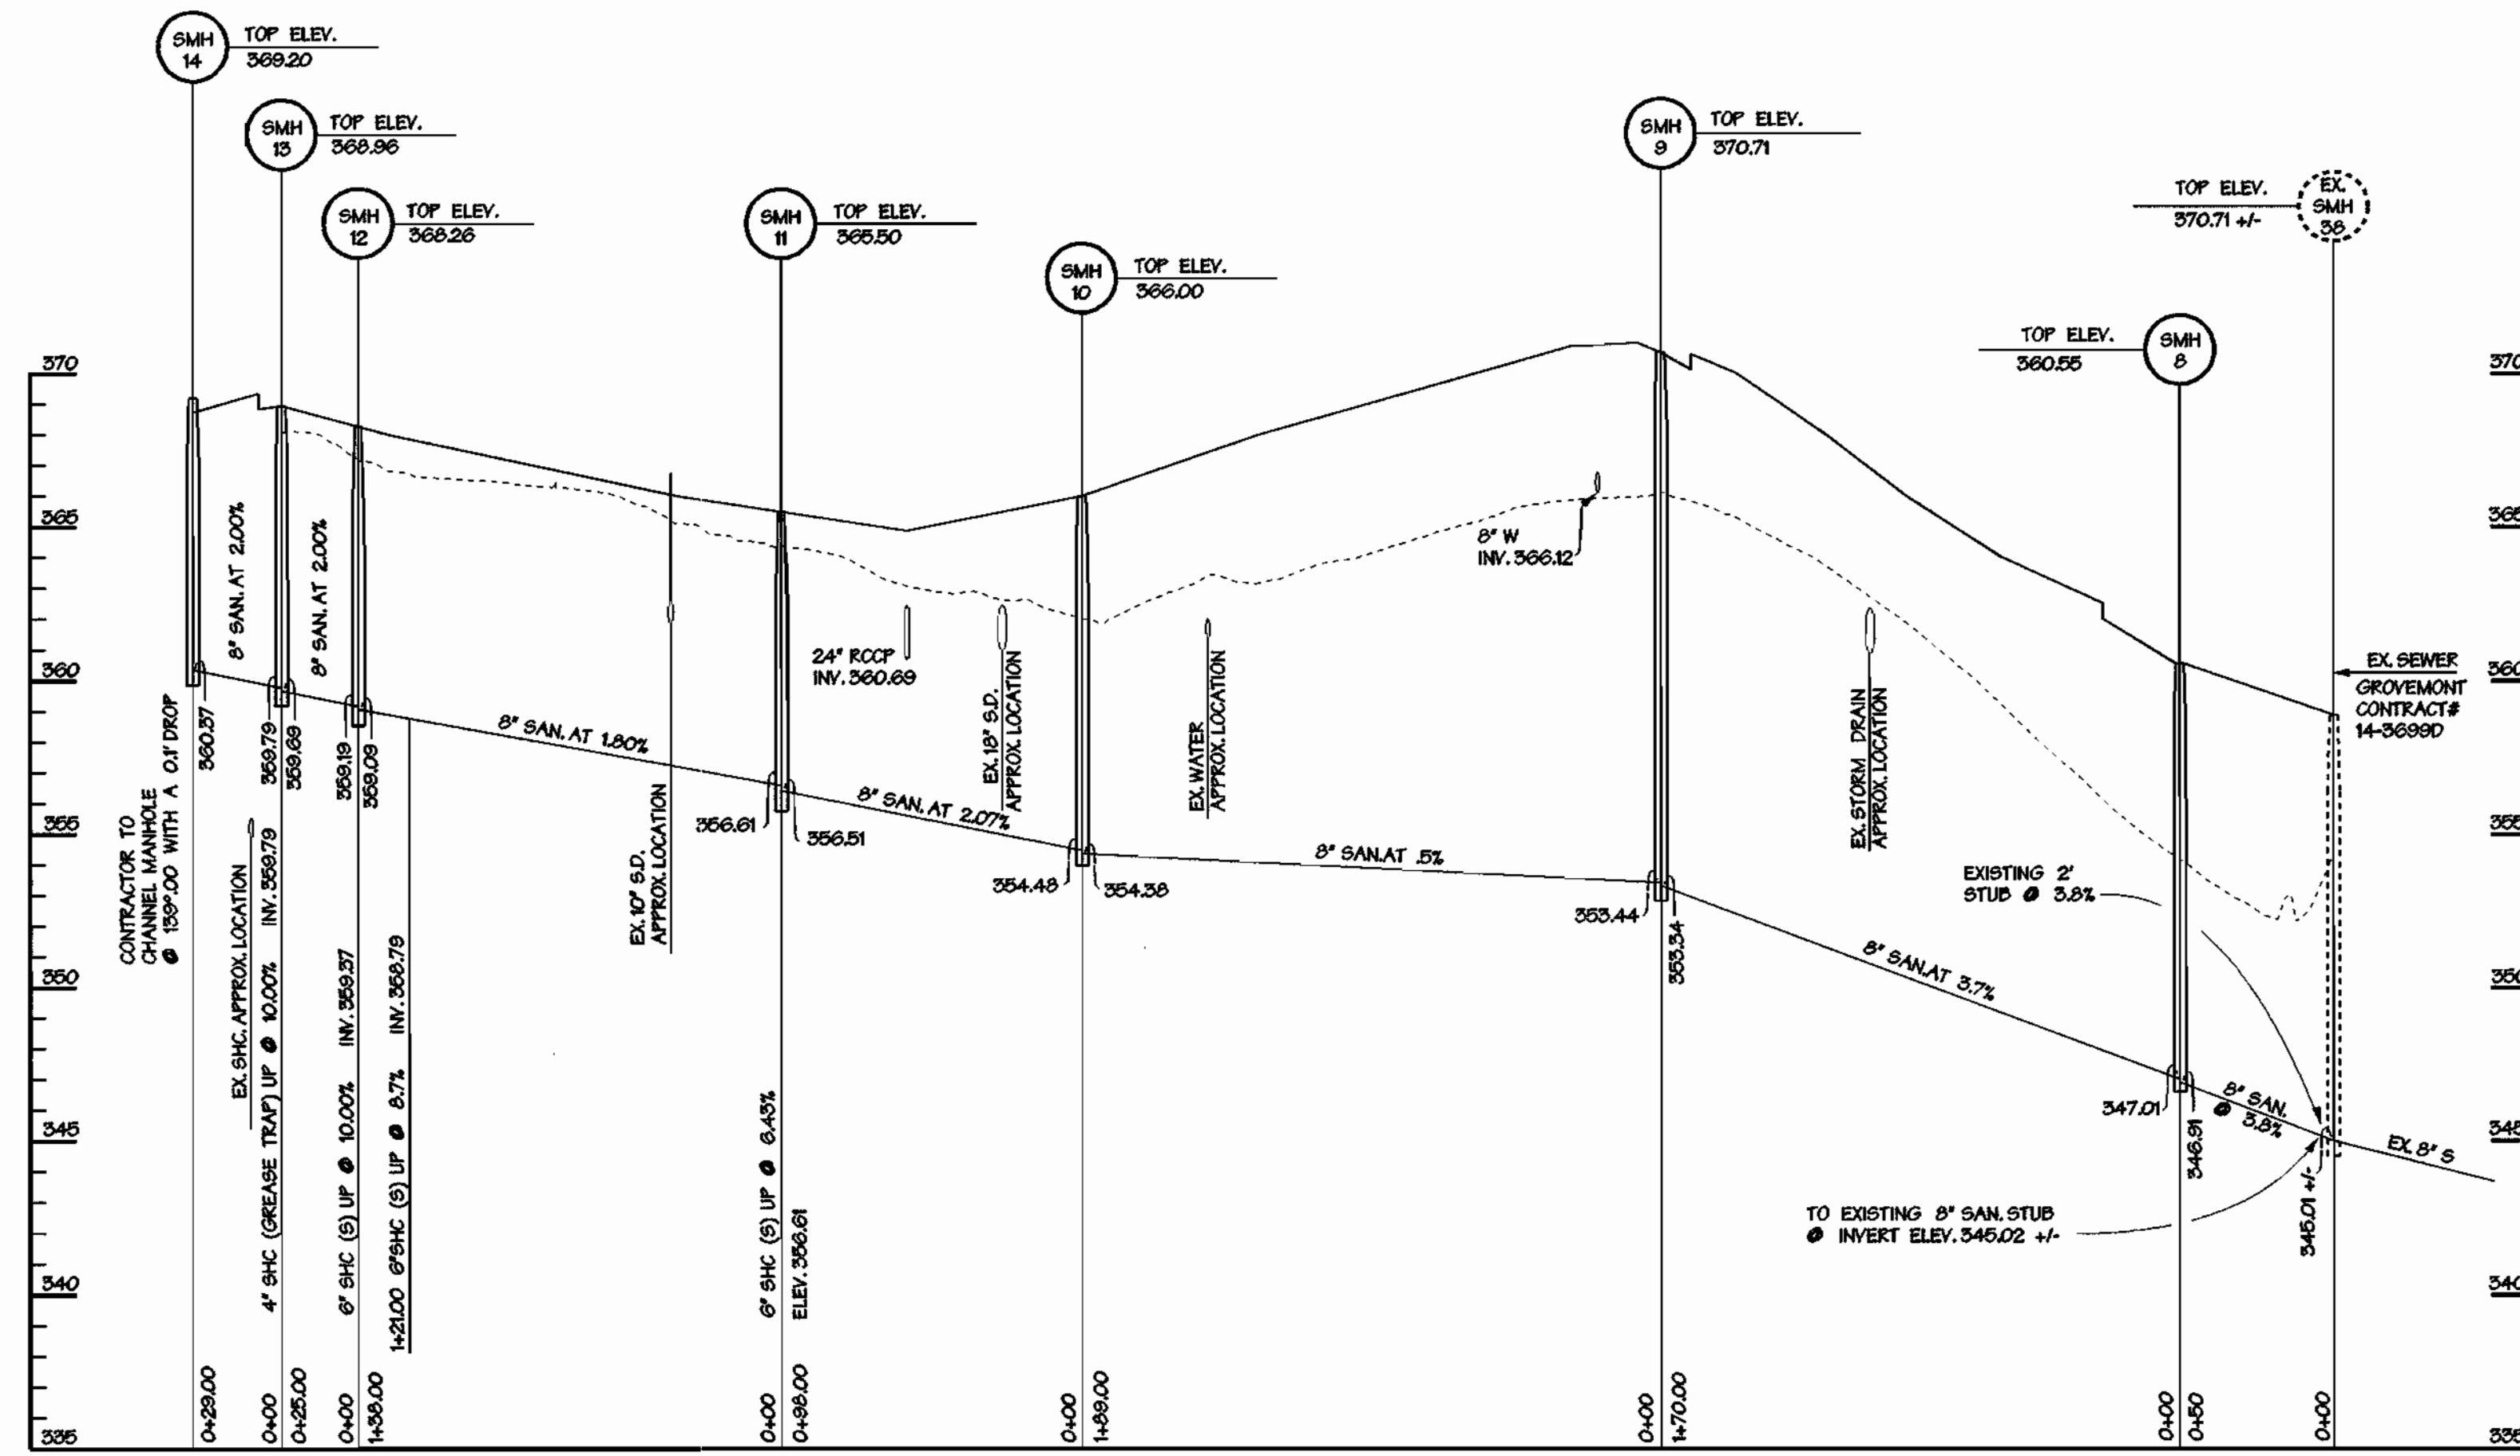 SMH
14
TOP ELEV.
369.20
SMH
13
TOP ELEV.
368.96
SMH
12
TOP ELEV.
368.26
SMH
11
TOP ELEV.
365.50
SMH
10
TOP ELEV.
366.00
SMH
9
TOP ELEV.
370.71
TOP ELEV.
370.71 +/-
EX.
SMH
38
TOP ELEV.
360.55
SMH
8
370
365
360
355
350
345
340
335
CONTRACTOR TO
CHANNEL MANHOLE
@ 139°.00 WITH A 0.1' DROP
8" SAN. AT 2.00%
8" SAN. AT 2.00%
360.37
359.79
359.69
359.19
359.09
EX. SHC. APPROX. LOCATION
4" SHC (GREASE TRAP) UP @ 10.00% INV. 359.79
6" SHC (S) UP @ 10.00% INV. 359.37
1+21.00 6"SHC (S) UP @ 8.7% INV. 358.79
8" SAN. AT 1.80%
EX. 10" S.D.
APPROX. LOCATION
356.61
356.51
6" SHC (S) UP @ 6.43%
ELEV. 356.61
24" RCCP
INV. 360.69
8" SAN. AT 2.07%
EX. 18" S.D.
APPROX. LOCATION
354.48
354.38
EX. WATER
APPROX. LOCATION
8" SAN. AT .5%
8" W
INV. 366.12
353.44
353.34
EX. STORM DRAIN
APPROX. LOCATION
8" SAN. AT 3.7%
EXISTING 2'
STUB @ 3.8%
347.01
346.91
8" SAN.
@ 3.8%
EX. SEWER
GROVEMONT
CONTRACT#
14-3699D
EX. 8" S
345.01 +/-
TO EXISTING 8" SAN. STUB
@ INVERT ELEV. 345.02 +/-
0+29.00
0+00
0+25.00
0+00
1+38.00
0+00
0+98.00
0+00
1+89.00
0+00
1+70.00
0+00
0+50
0+00